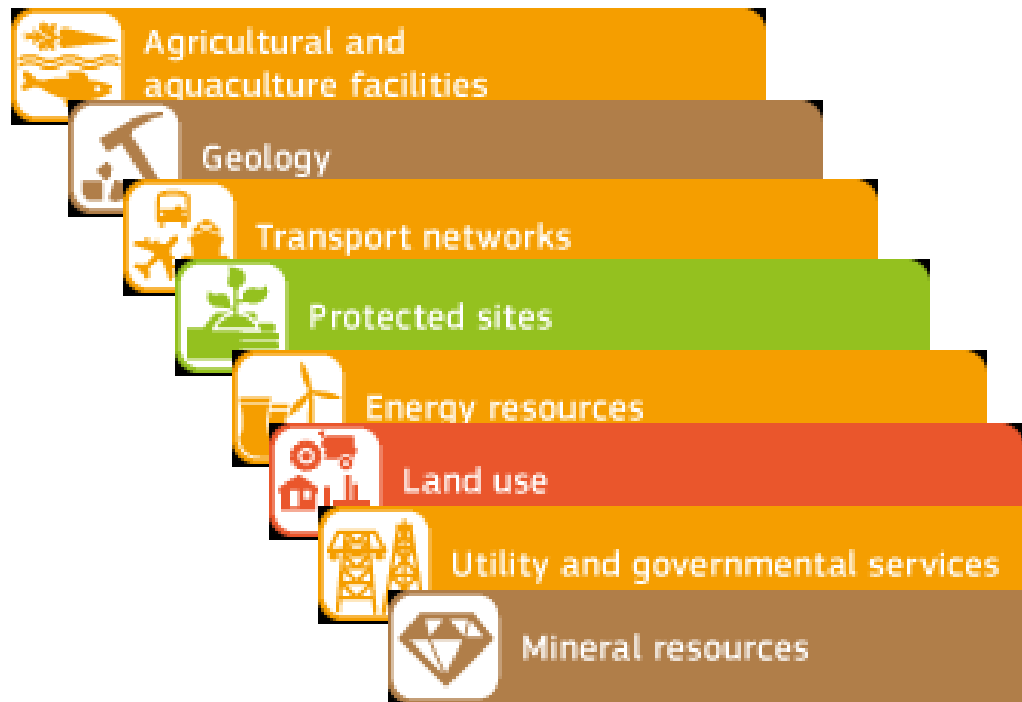 Agricultural and
aquaculture facilities
Geology
Transport networks
Protected sites
Energy resources
Land use
Utility and governmental services
Mineral resources